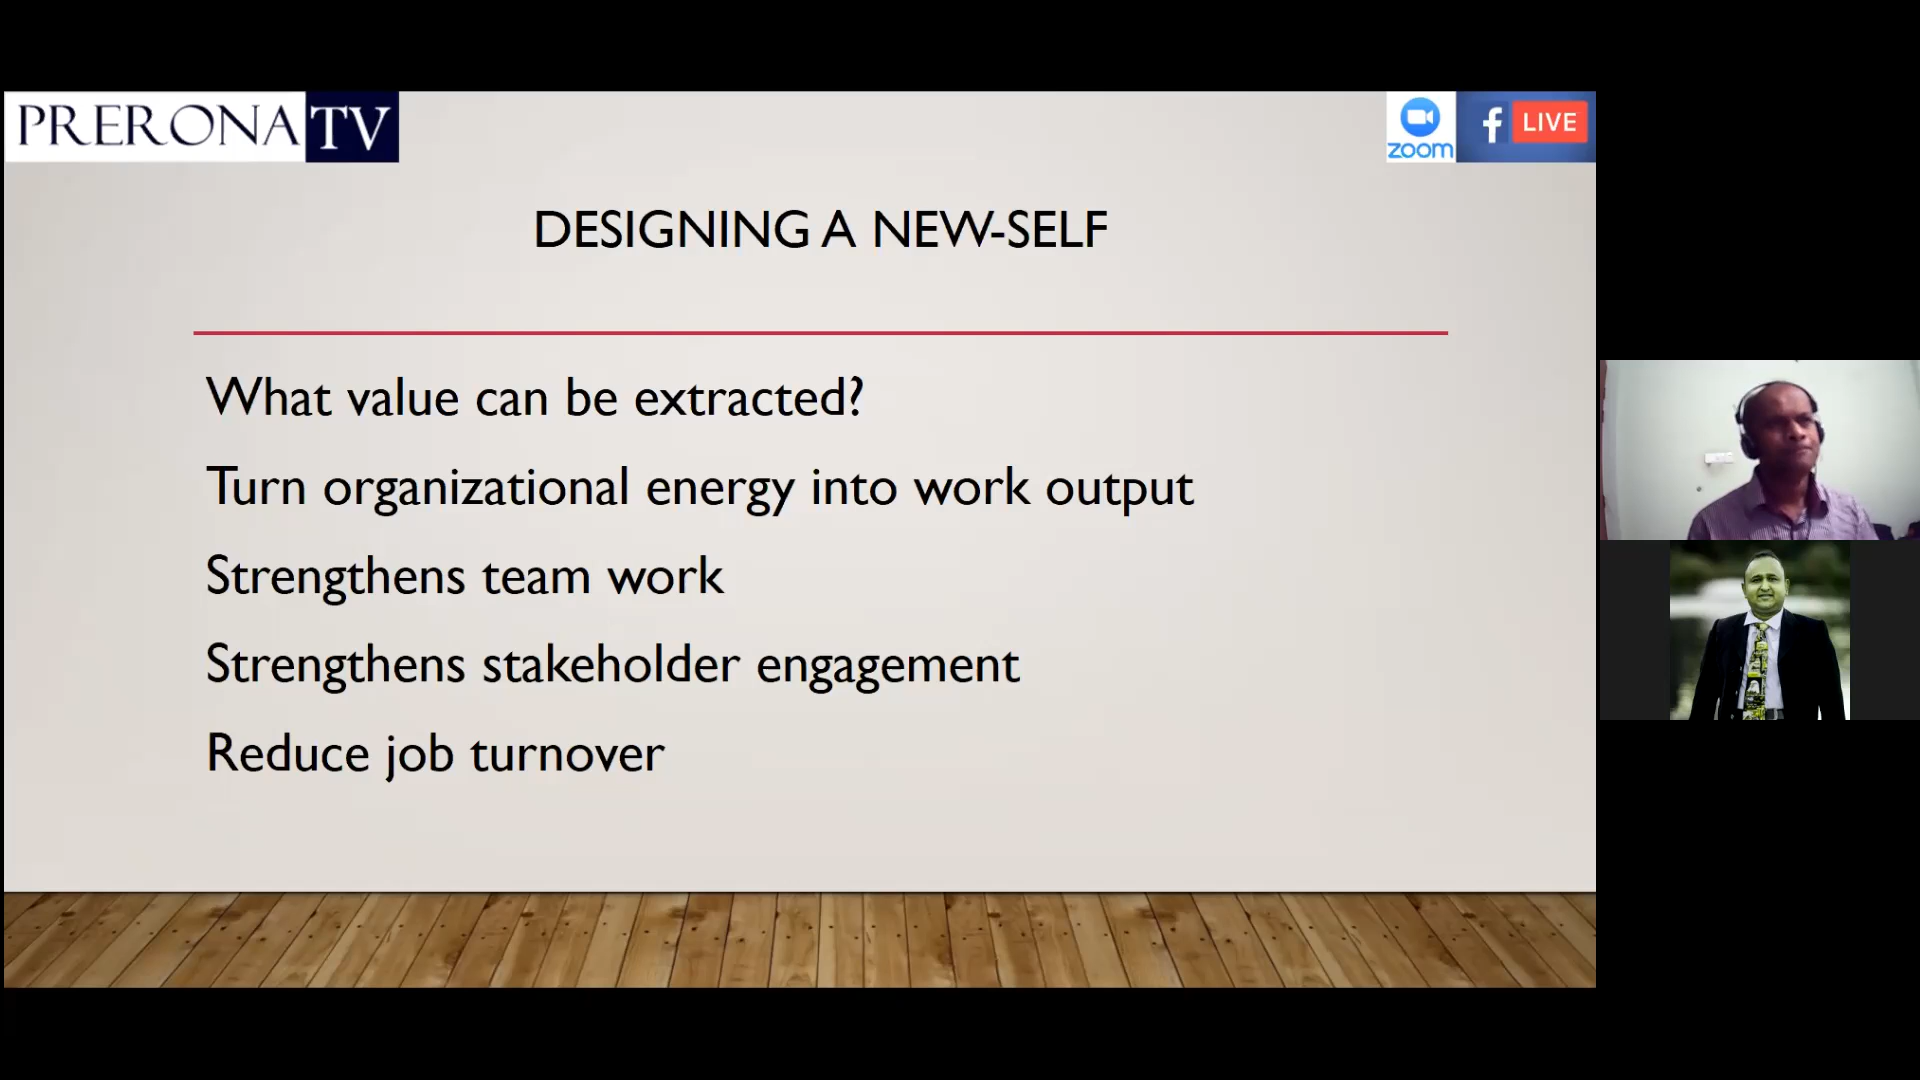 PRERONA TV
zoom
f LIVE
DESIGNING A NEW-SELF
What value can be extracted?
Turn organizational energy into work output
Strengthens team work
Strengthens stakeholder engagement
Reduce job turnover